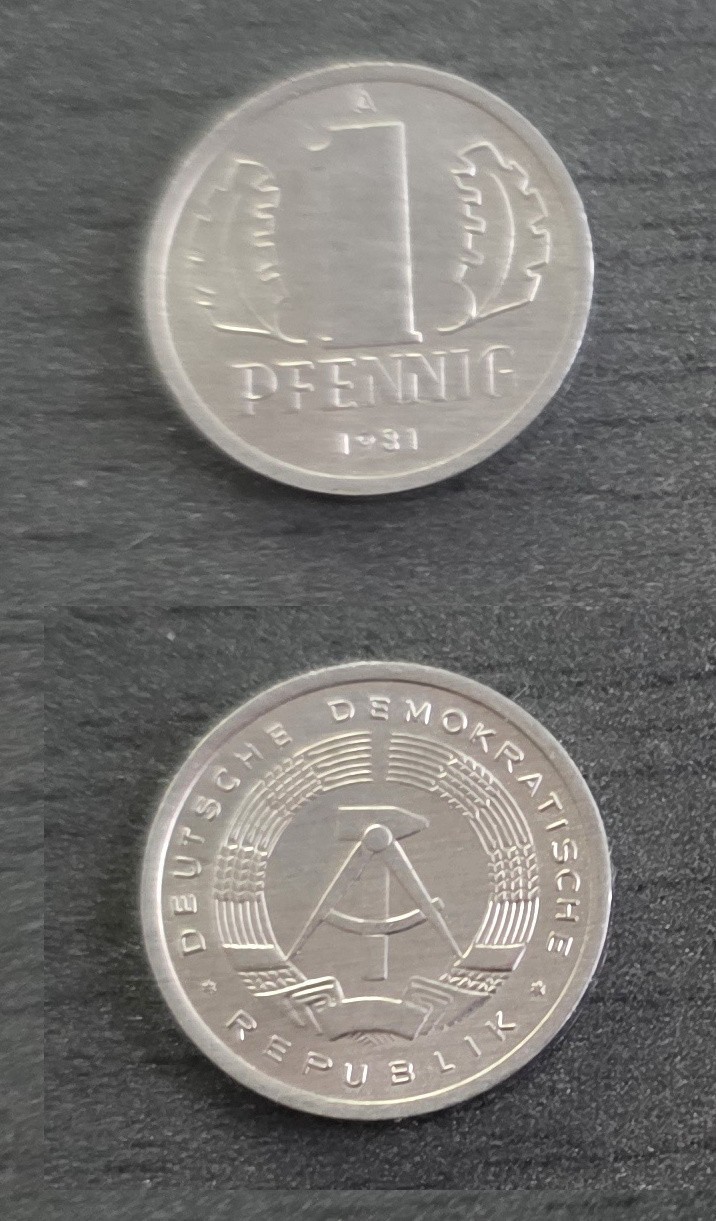 A
1
PFENNIG
1981
DEUTSCHE DEMOKRATISCHE
* REPUBLIK *